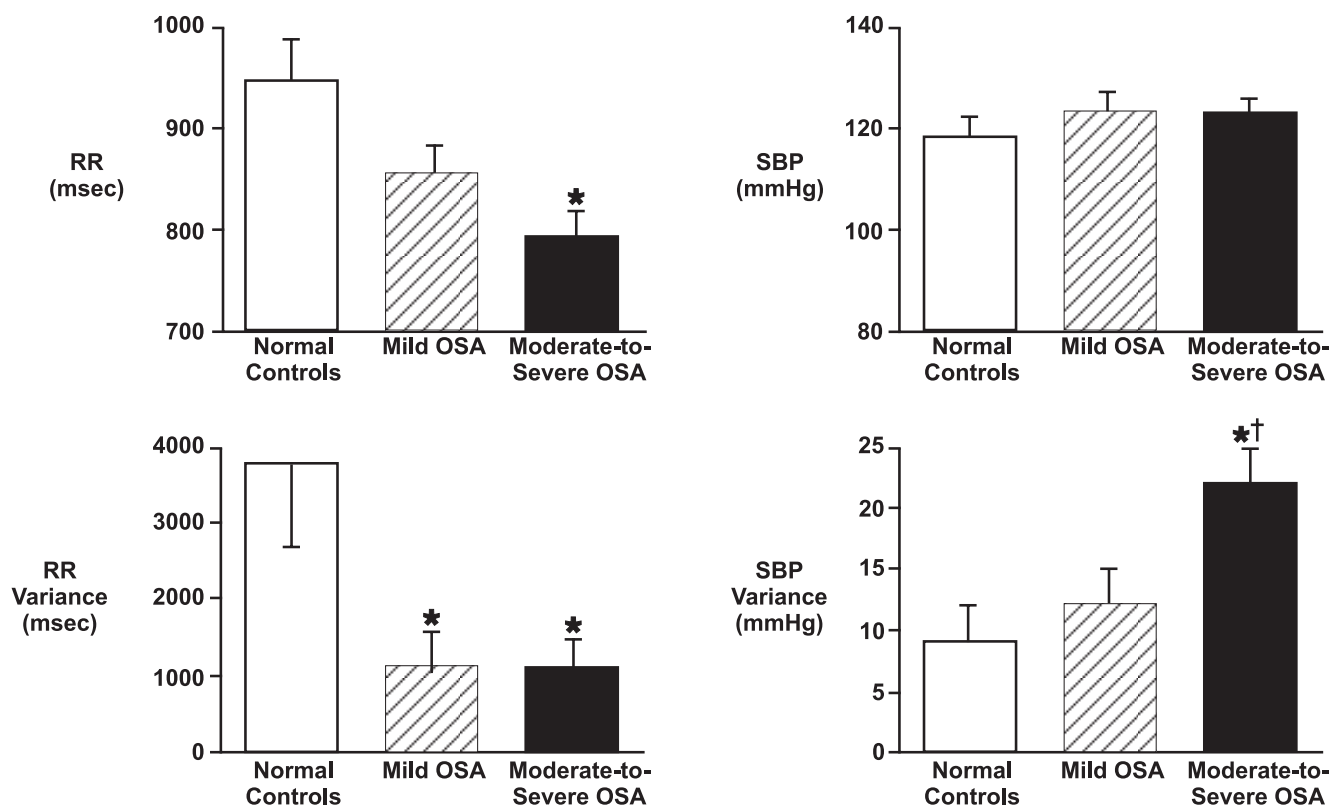 1000
900
800
700
RR
(msec)
*
Normal
Controls
Mild OSA
Moderate-to-
Severe OSA
140
120
100
80
SBP
(mmHg)
Normal
Controls
Mild OSA
Moderate-to-
Severe OSA
4000
3000
2000
1000
0
RR
Variance
(msec)
*
*
Normal
Controls
Mild OSA
Moderate-to-
Severe OSA
25
20
15
10
5
0
SBP
Variance
(mmHg)
*†
Normal
Controls
Mild OSA
Moderate-to-
Severe OSA